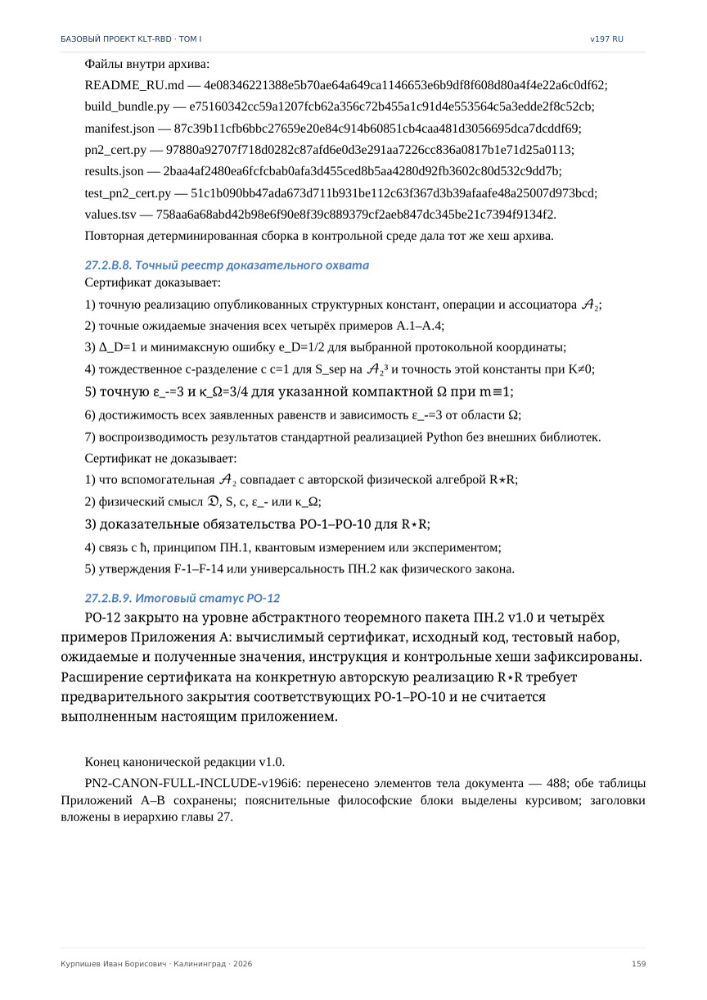 БАЗОВЫЙ ПРОЕКТ KLT-RBD · ТОМ I
v197 RU
Файлы внутри архива:
README_RU.md — 4e08346221388e5b70ae64a649ca1146653e6b9df8f608d80a4f4e22a6c0df62;
build_bundle.py — e75160342cc59a1207fcb62a356c72b455a1c91d4e553564c5a3edde2f8c52cb;
manifest.json — 87c39b11cfb6bbc27659e20e84c914b60851cb4caa481d3056695dca7dcddf69;
pn2_cert.py — 97880a92707f718d0282c87afd6e0d3e291aa7226cc836a0817b1e71d25a0113;
results.json — 2baa4af2480ea6fcfcbab0afa3d455ced8b5aa4280d92fb3602c80d532c9dd7b;
test_pn2_cert.py — 51c1b090bb47ada673d711b931be112c63f367d3b39afaafe48a25007d973bcd;
values.tsv — 758aa6a68abd42b98e6f90e8f39c889379cf2aeb847dc345be21c7394f9134f2.
Повторная детерминированная сборка в контрольной среде дала тот же хеш архива.
27.2.B.8. Точный реестр доказательного охвата
Сертификат доказывает:
1) точную реализацию опубликованных структурных констант, операции и ассоциатора 𝒜₂;
2) точные ожидаемые значения всех четырёх примеров A.1–A.4;
3) Δ_D=1 и минимаксную ошибку e_D=1/2 для выбранной протокольной координаты;
4) тождественное c-разделение с c=1 для S_sep на 𝒜₂³ и точность этой константы при K≠0;
5) точную ε_-=3 и κ_Ω=3/4 для указанной компактной Ω при m≡1;
6) достижимость всех заявленных равенств и зависимость ε_-=3 от области Ω;
7) воспроизводимость результатов стандартной реализацией Python без внешних библиотек.
Сертификат не доказывает:
1) что вспомогательная 𝒜₂ совпадает с авторской физической алгеброй R⋆R;
2) физический смысл 𝔇, S, c, ε_- или κ_Ω;
3) доказательные обязательства PO-1–PO-10 для R⋆R;
4) связь с ħ, принципом ПН.1, квантовым измерением или экспериментом;
5) утверждения F-1–F-14 или универсальность ПН.2 как физического закона.
27.2.B.9. Итоговый статус PO-12
PO-12 закрыто на уровне абстрактного теоремного пакета ПН.2 v1.0 и четырёх
примеров Приложения A: вычислимый сертификат, исходный код, тестовый набор,
ожидаемые и полученные значения, инструкция и контрольные хеши зафиксированы.
Расширение сертификата на конкретную авторскую реализацию R⋆R требует
предварительного закрытия соответствующих PO-1–PO-10 и не считается
выполненным настоящим приложением.
Конец канонической редакции v1.0.
PN2-CANON-FULL-INCLUDE-v196i6: перенесено элементов тела документа — 488; обе таблицы
Приложений A–B сохранены; пояснительные философские блоки выделены курсивом; заголовки
вложены в иерархию главы 27.
Курпишев Иван Борисович · Калининград · 2026
159